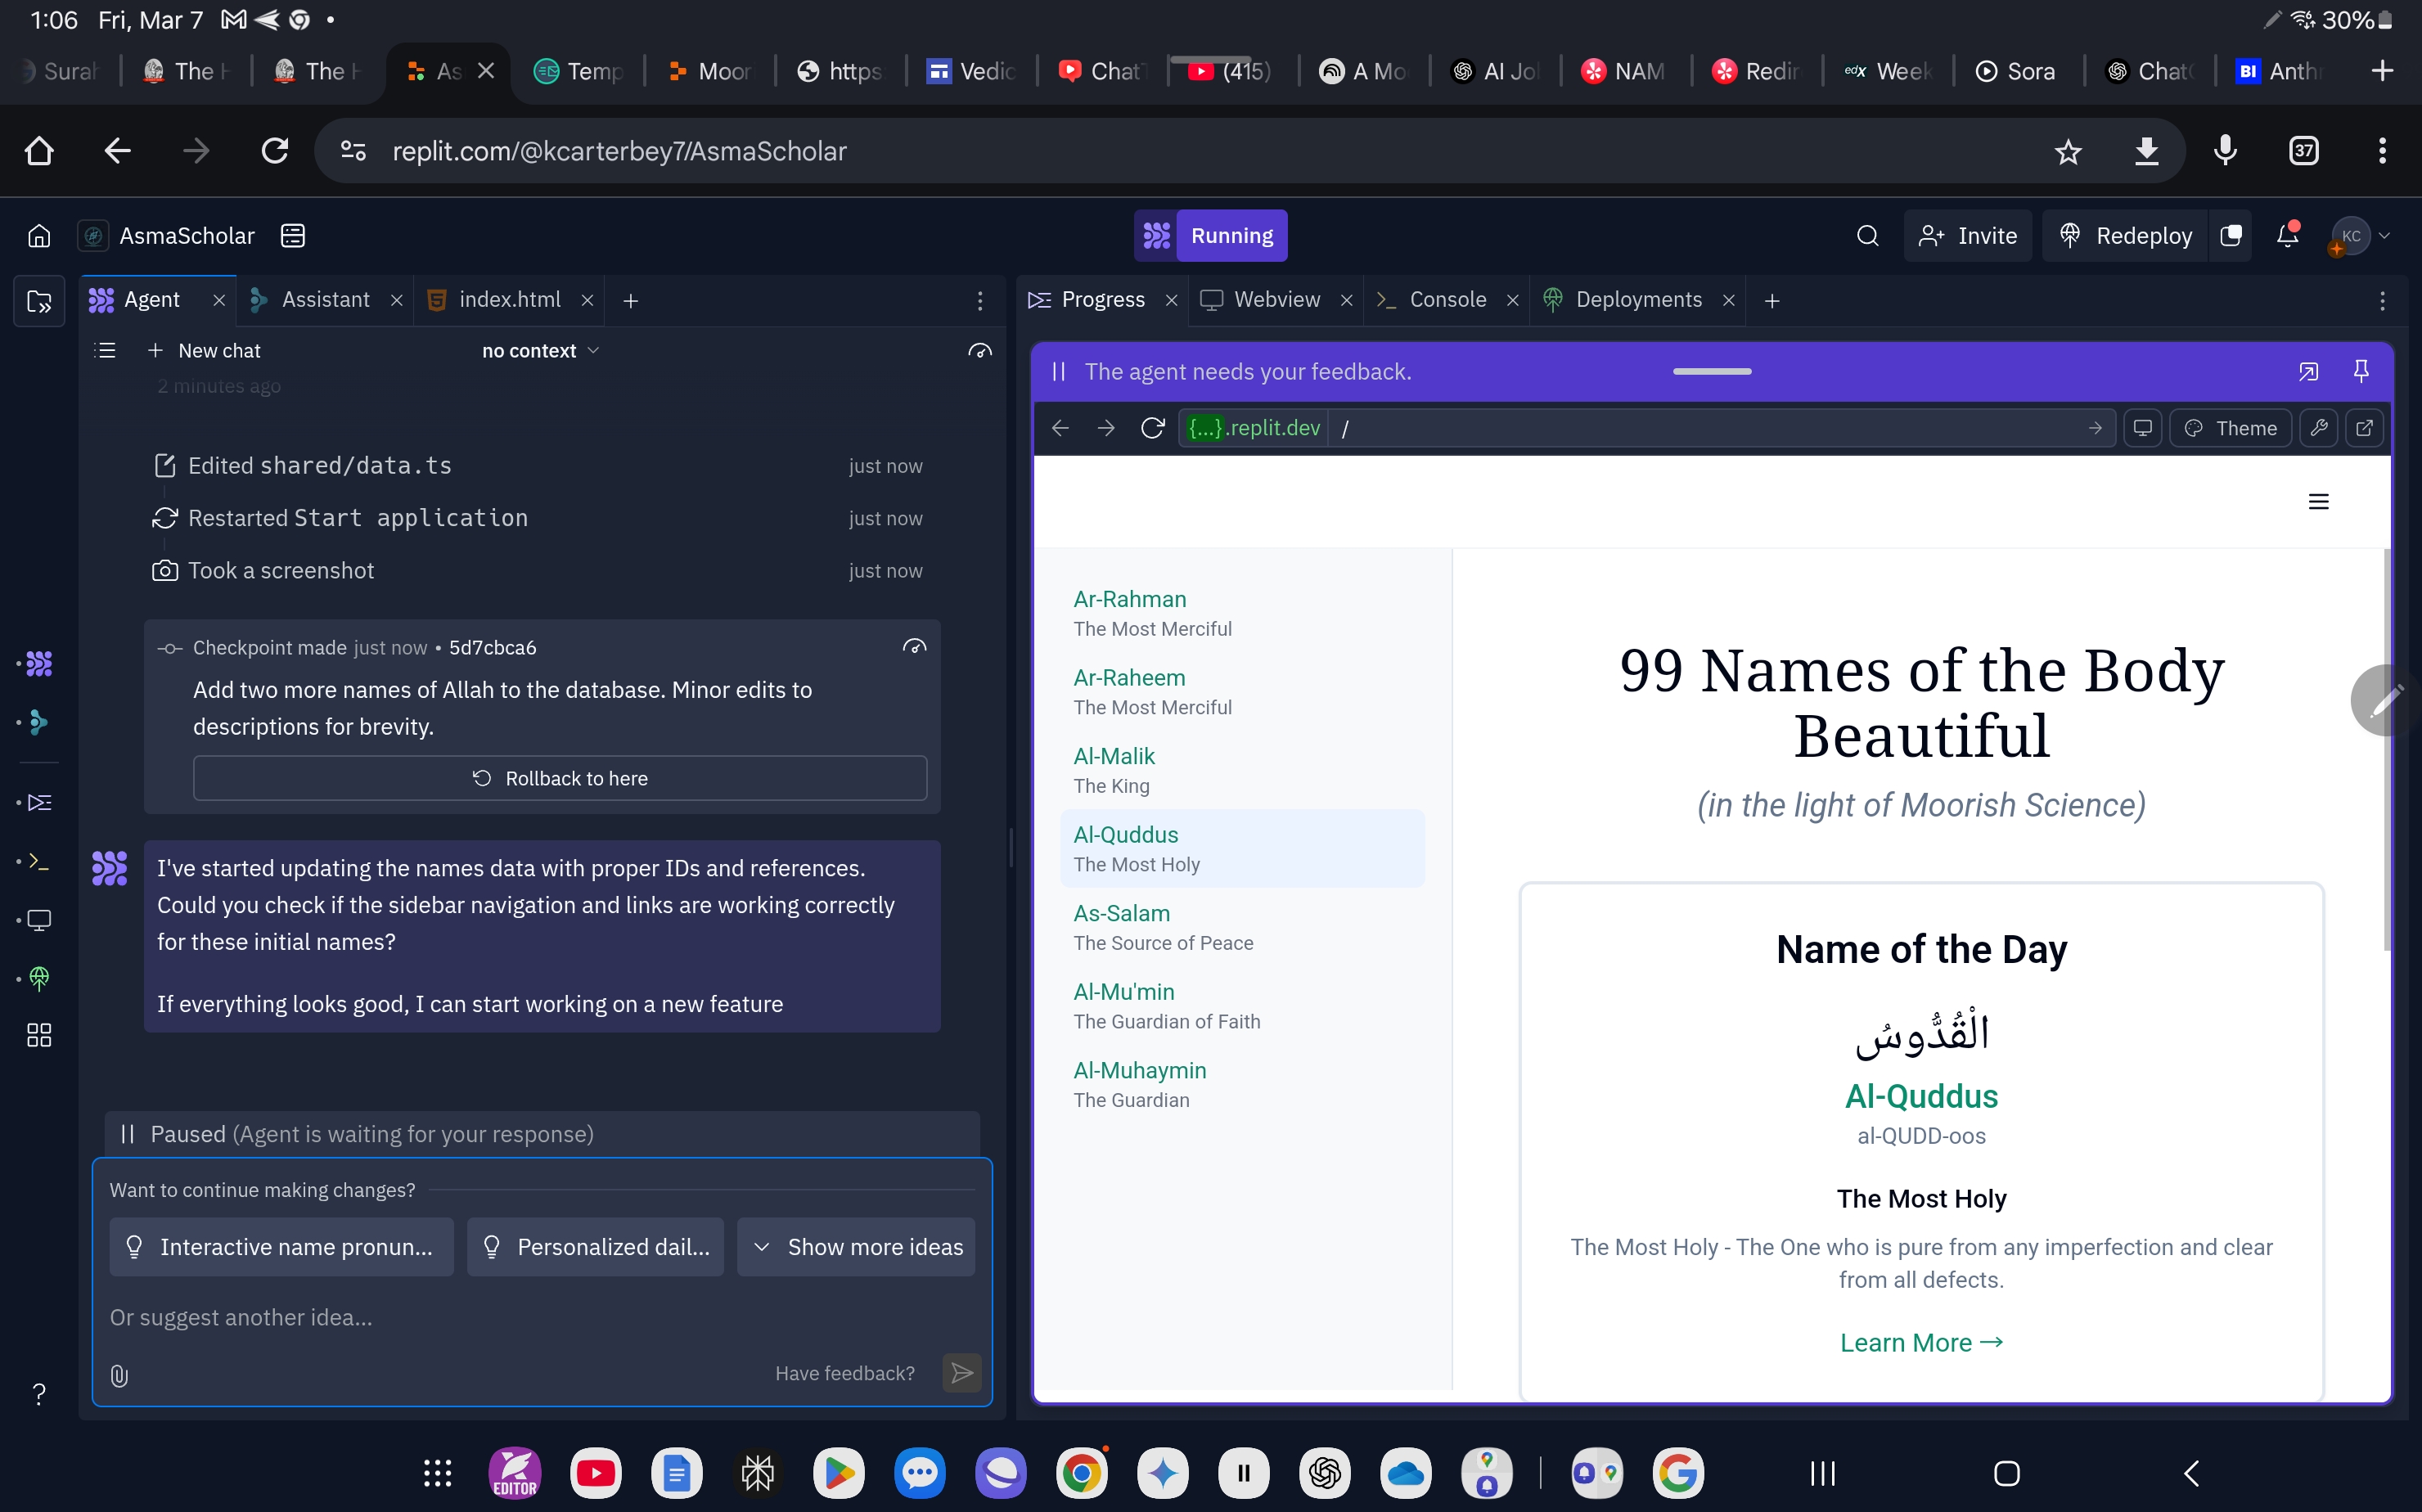 1:06 Fri, Mar 7
30%
Surah
The H
The H
As
Temp
Moor
https:
Vedic
ChatT
(415)
A Mo
AI Jol
NAM
Redir
edX Week
Sora
ChatG
BI Anthr
replit.com/@kcarterbey7/AsmaScholar
37
AsmaScholar
Running
Invite
Redeploy
KC
Agent
Assistant
index.html
Progress
Webview
Console
Deployments
New chat
no context
2 minutes ago
Edited shared/data.ts
just now
Restarted Start application
just now
Took a screenshot
just now
Checkpoint made just now • 5d7cbca6
Add two more names of Allah to the database. Minor edits to
descriptions for brevity.
Rollback to here
I've started updating the names data with proper IDs and references.
Could you check if the sidebar navigation and links are working correctly
for these initial names?
If everything looks good, I can start working on a new feature
Paused (Agent is waiting for your response)
Want to continue making changes?
Interactive name pronun...
Personalized dail...
Show more ideas
Or suggest another idea...
Have feedback?
The agent needs your feedback.
{...}.replit.dev /
Theme
Ar-Rahman
The Most Merciful
Ar-Raheem
The Most Merciful
Al-Malik
The King
Al-Quddus
The Most Holy
As-Salam
The Source of Peace
Al-Mu'min
The Guardian of Faith
Al-Muhaymin
The Guardian
99 Names of the Body
Beautiful
(in the light of Moorish Science)
Name of the Day
الْقُدُّوسُ
Al-Quddus
al-QUDD-oos
The Most Holy
The Most Holy - The One who is pure from any imperfection and clear
from all defects.
Learn More →
EDITOR